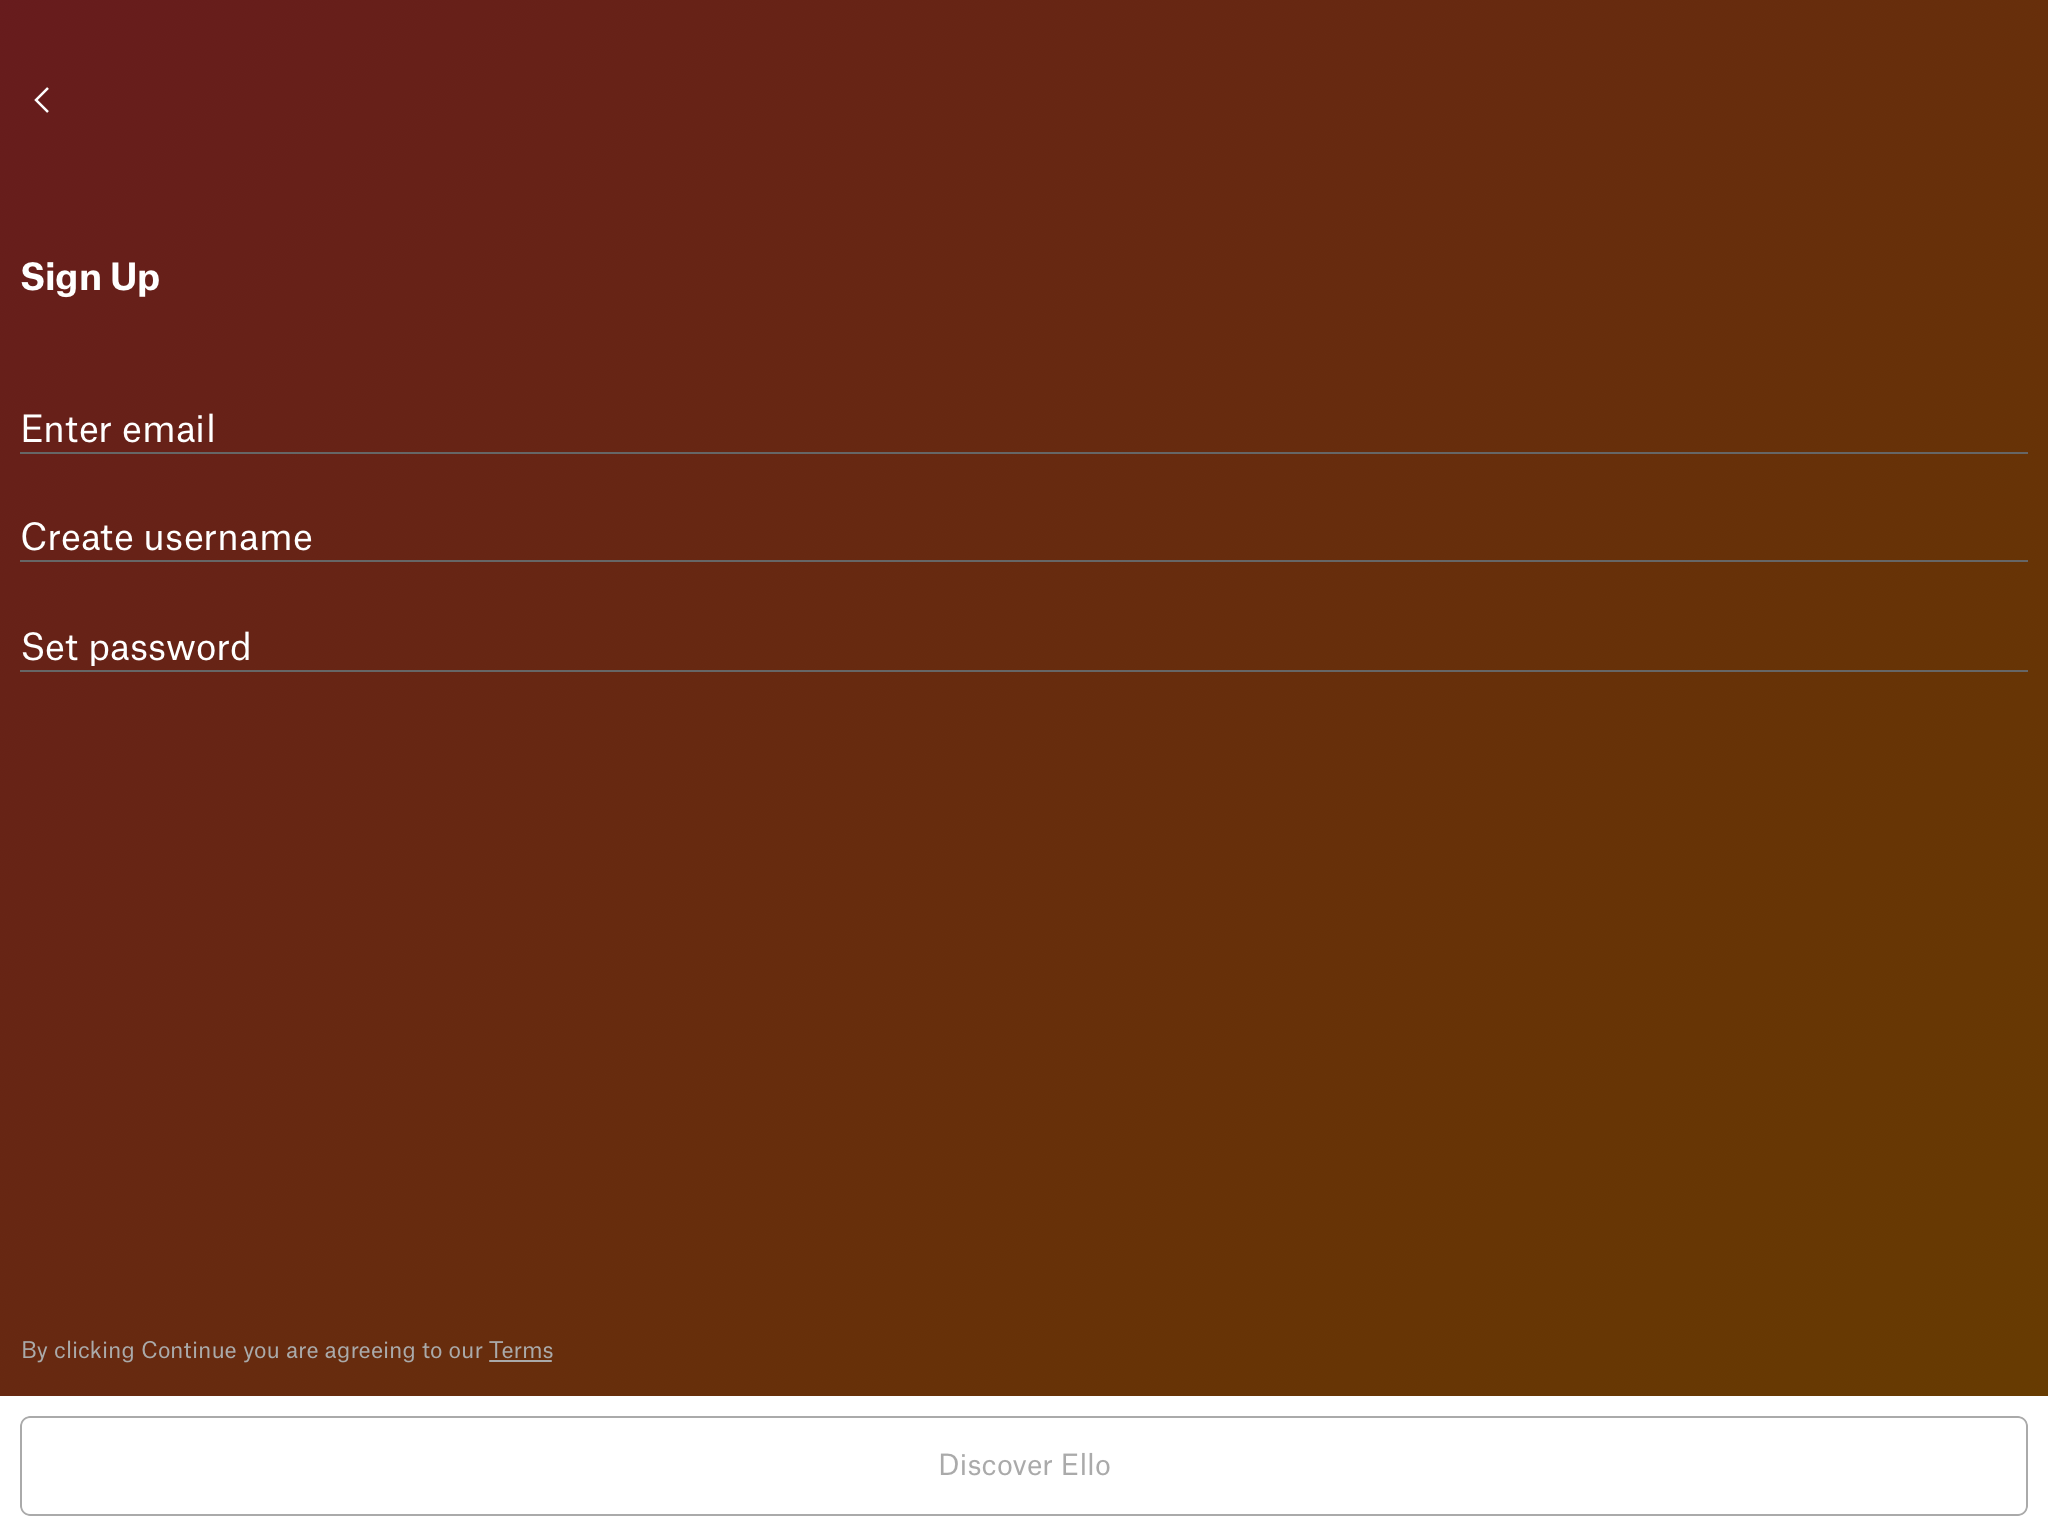 Sign Up
Enter email
Create username
Set password
By clicking Continue you are agreeing to our Terms
Discover Ello